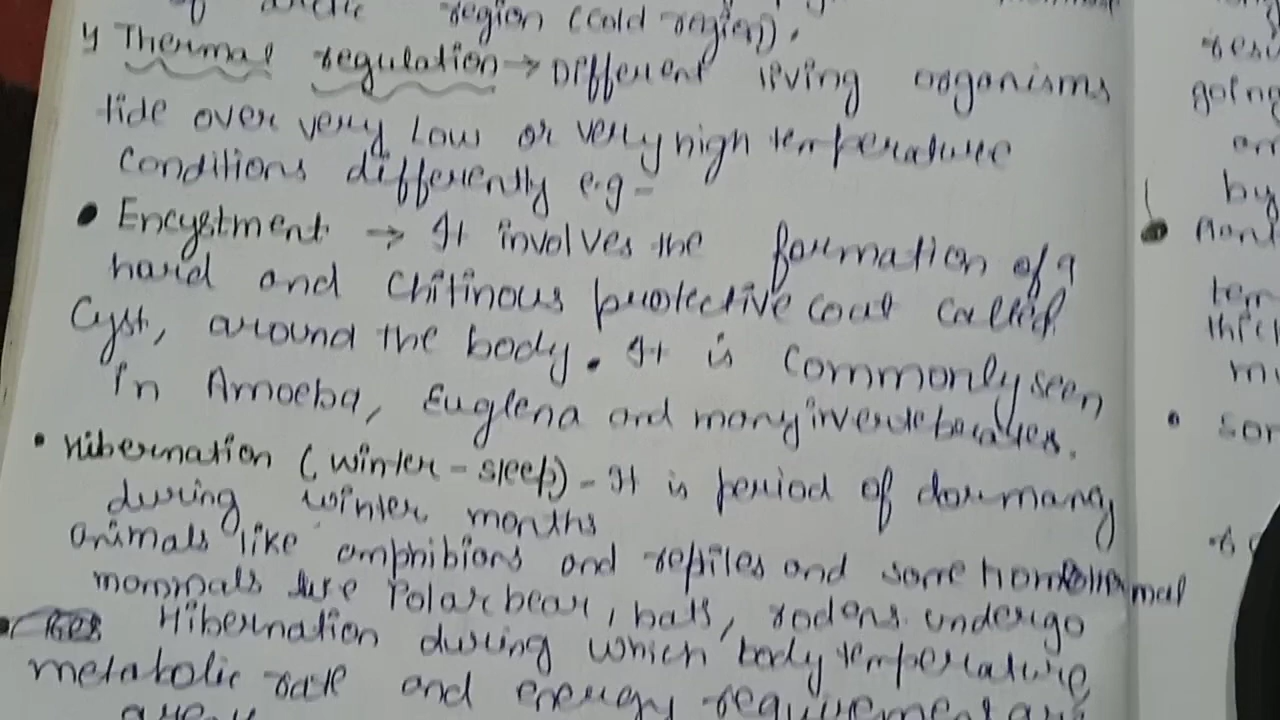 region (cold region).
y Thermal regulation → Different living organisms
tide over very Low or very high temperature
conditions differently e.g -
• Encystment → It involves the formation of a
hard and chitinous protective coat called
Cyst, around the body. It is commonly seen
in Amoeba, Euglena and many invertebrates.
• Hibernation (winter-sleep) - It is period of dormancy
during winter months
animals like amphibions and reptiles and some
mammals like Polar bear, bats, rodens undergo
Hibernation during which body temperature,
metabolic rate and energy requirement are
going
by